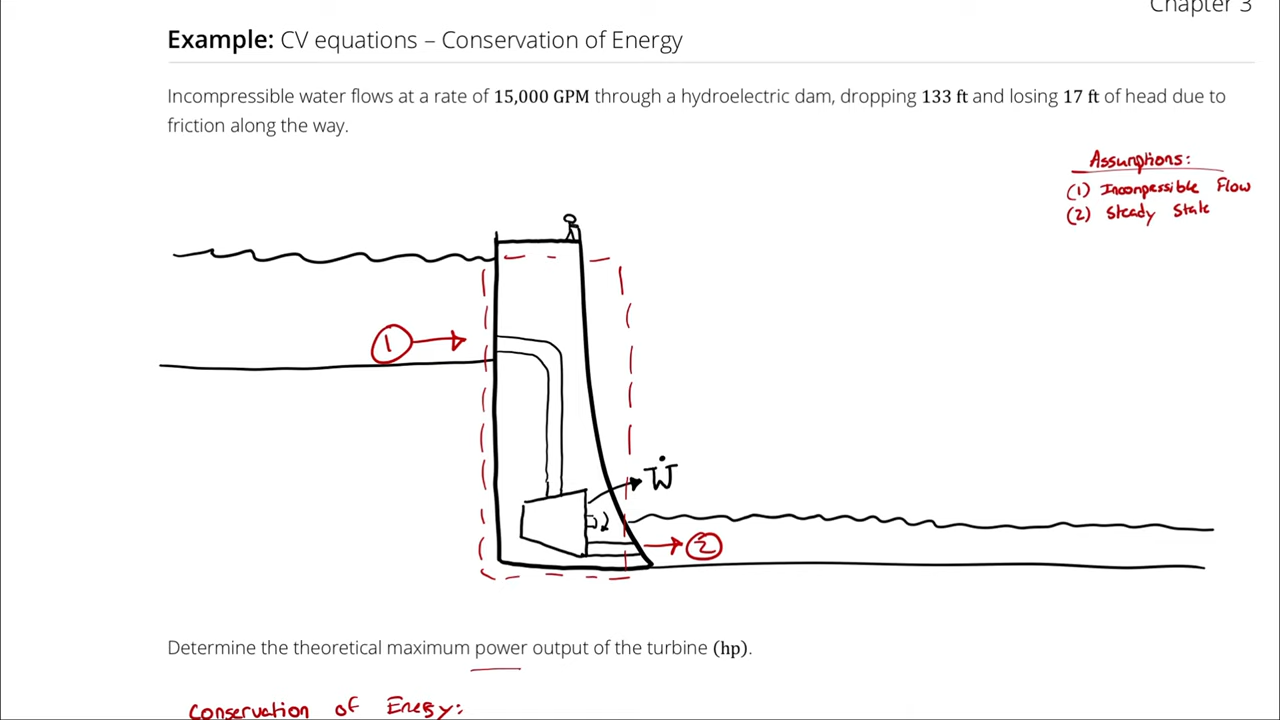 Chapter 3
Example: CV equations – Conservation of Energy
Incompressible water flows at a rate of 15,000 GPM through a hydroelectric dam, dropping 133 ft and losing 17 ft of head due to
friction along the way.
Assumptions:
(1) Incompressible Flow
(2) Steady State
1
Ẇ
2
Determine the theoretical maximum power output of the turbine (hp).
Conservation of Energy: